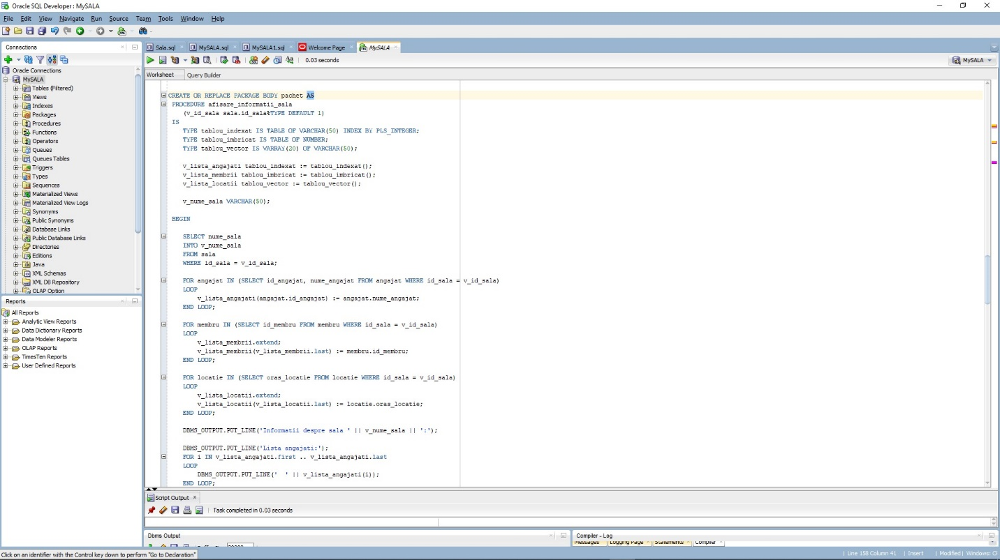 Oracle SQL Developer : MySALA
File Edit View Navigate Run Source Team Tools Window Help
Connections
Sala.sql MySALA.sql MySALA1.sql Welcome Page MySALA
0.03 seconds
MySALA
Worksheet Query Builder
Oracle Connections
MySALA
Tables (Filtered)
Views
Indexes
Packages
Procedures
Functions
Operators
Queues
Queues Tables
Triggers
Types
Sequences
Materialized Views
Materialized View Logs
Synonyms
Public Synonyms
Database Links
Public Database Links
Directories
Editions
Java
XML Schemas
XML DB Repository
OLAP Option
Reports
All Reports
Analytic View Reports
Data Dictionary Reports
Data Modeler Reports
OLAP Reports
TimesTen Reports
User Defined Reports
CREATE OR REPLACE PACKAGE BODY pachet AS
PROCEDURE afisare_informatii_sala
(v_id_sala sala.id_sala%TYPE DEFAULT 1)
IS
TYPE tablou_indexat IS TABLE OF VARCHAR(50) INDEX BY PLS_INTEGER;
TYPE tablou_imbricat IS TABLE OF NUMBER;
TYPE tablou_vector IS VARRAY(20) OF VARCHAR(50);
v_lista_angajati tablou_indexat := tablou_indexat();
v_lista_membrii tablou_imbricat := tablou_imbricat();
v_lista_locatii tablou_vector := tablou_vector();
v_nume_sala VARCHAR(50);
BEGIN
SELECT nume_sala
INTO v_nume_sala
FROM sala
WHERE id_sala = v_id_sala;
FOR angajat IN (SELECT id_angajat, nume_angajat FROM angajat WHERE id_sala = v_id_sala)
LOOP
v_lista_angajati(angajat.id_angajat) := angajat.nume_angajat;
END LOOP;
FOR membru IN (SELECT id_membru FROM membru WHERE id_sala = v_id_sala)
LOOP
v_lista_membrii.extend;
v_lista_membrii(v_lista_membrii.last) := membru.id_membru;
END LOOP;
FOR locatie IN (SELECT oras_locatie FROM locatie WHERE id_sala = v_id_sala)
LOOP
v_lista_locatii.extend;
v_lista_locatii(v_lista_locatii.last) := locatie.oras_locatie;
END LOOP;
DBMS_OUTPUT.PUT_LINE('Informatii despre sala ' || v_nume_sala || ':');
DBMS_OUTPUT.PUT_LINE('Lista angajati:');
FOR i IN v_lista_angajati.first .. v_lista_angajati.last
LOOP
DBMS_OUTPUT.PUT_LINE('  ' || v_lista_angajati(i));
END LOOP;
Script Output
Task completed in 0.03 seconds
Dbms Output
Compiler - Log
Messages Logging Page Statements Compiler
Click on an identifier with the Control key down to perform "Go to Declaration"
Line 158 Column 41 Insert Modified Windows: C